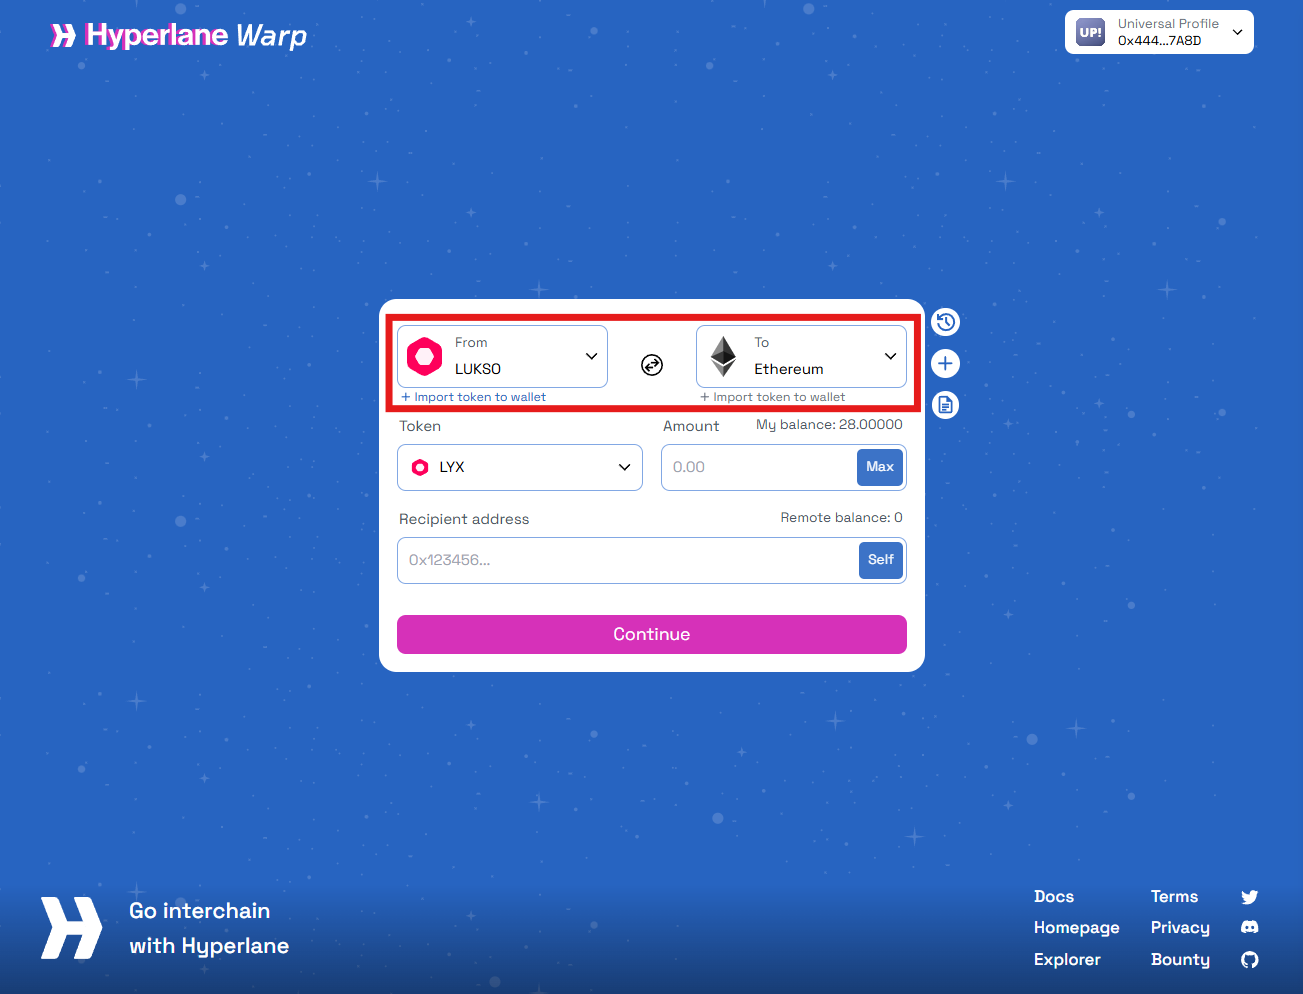 Hyperlane Warp
UP!
Universal Profile
0x444...7A8D
From
LUKSO
To
Ethereum
+ Import token to wallet
+ Import token to wallet
Token
Amount
My balance: 28.00000
LYX
0.00
Max
Recipient address
Remote balance: 0
0x123456...
Self
Continue
Go interchain
with Hyperlane
Docs
Terms
Homepage
Privacy
Explorer
Bounty